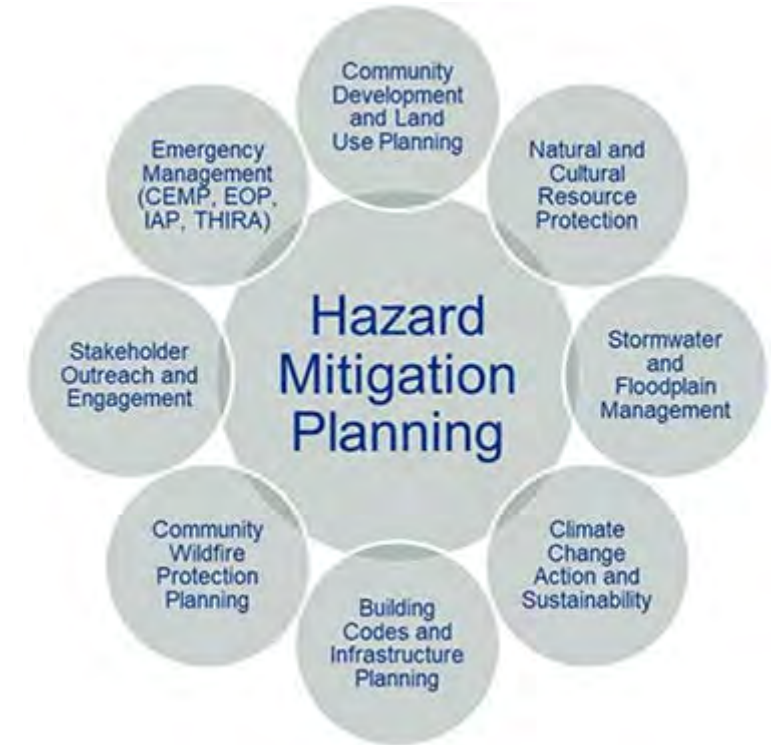 Community
Development
and Land
Use Planning
Natural and
Cultural
Resource
Protection
Stormwater
and
Floodplain
Management
Climate
Change
Action and
Sustainability
Building
Codes and
Infrastructure
Planning
Community
Wildfire
Protection
Planning
Stakeholder
Outreach and
Engagement
Emergency
Management
(CEMP, EOP,
IAP, THIRA)
Hazard
Mitigation
Planning